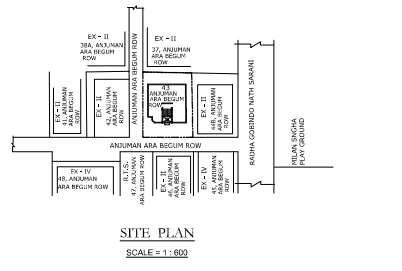 EX - II
38A, ANJUMAN
ARA BEGUM
ROW
EX - II
37, ANJUMAN
ARA BEGUM
ROW
ANJUMAN ARA BEGUM ROW
EX - II
41, ANJUMAN
ARA BEGUM
ROW
EX - II
42, ANJUMAN
ARA BEGUM
ROW
43
ANJUMAN
ARA BEGUM
ROW
EX - II
44B, ANJUMAN
ARA BEGUM
ROW
RADHA GOBINDO NATH SARANI
MILAN SNGHA
PLAY GROUND
ANJUMAN ARA BEGUM ROW
EX - IV
48, ANJUMAN
ARA BEGUM ROW
R.T.S.
47, ANJUMAN
ARA BEGUM ROW
EX - II
46, ANJUMAN
ARA BEGUM
ROW
EX - IV
45, ANJUMAN
ARA BEGUM
ROW
SITE PLAN
SCALE = 1 : 600